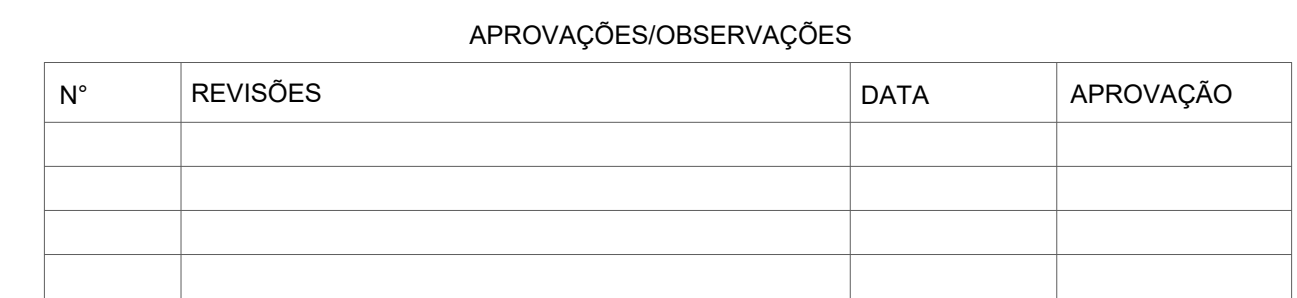 APROVAÇÕES/OBSERVAÇÕES
N° REVISÕES DATA APROVAÇÃO